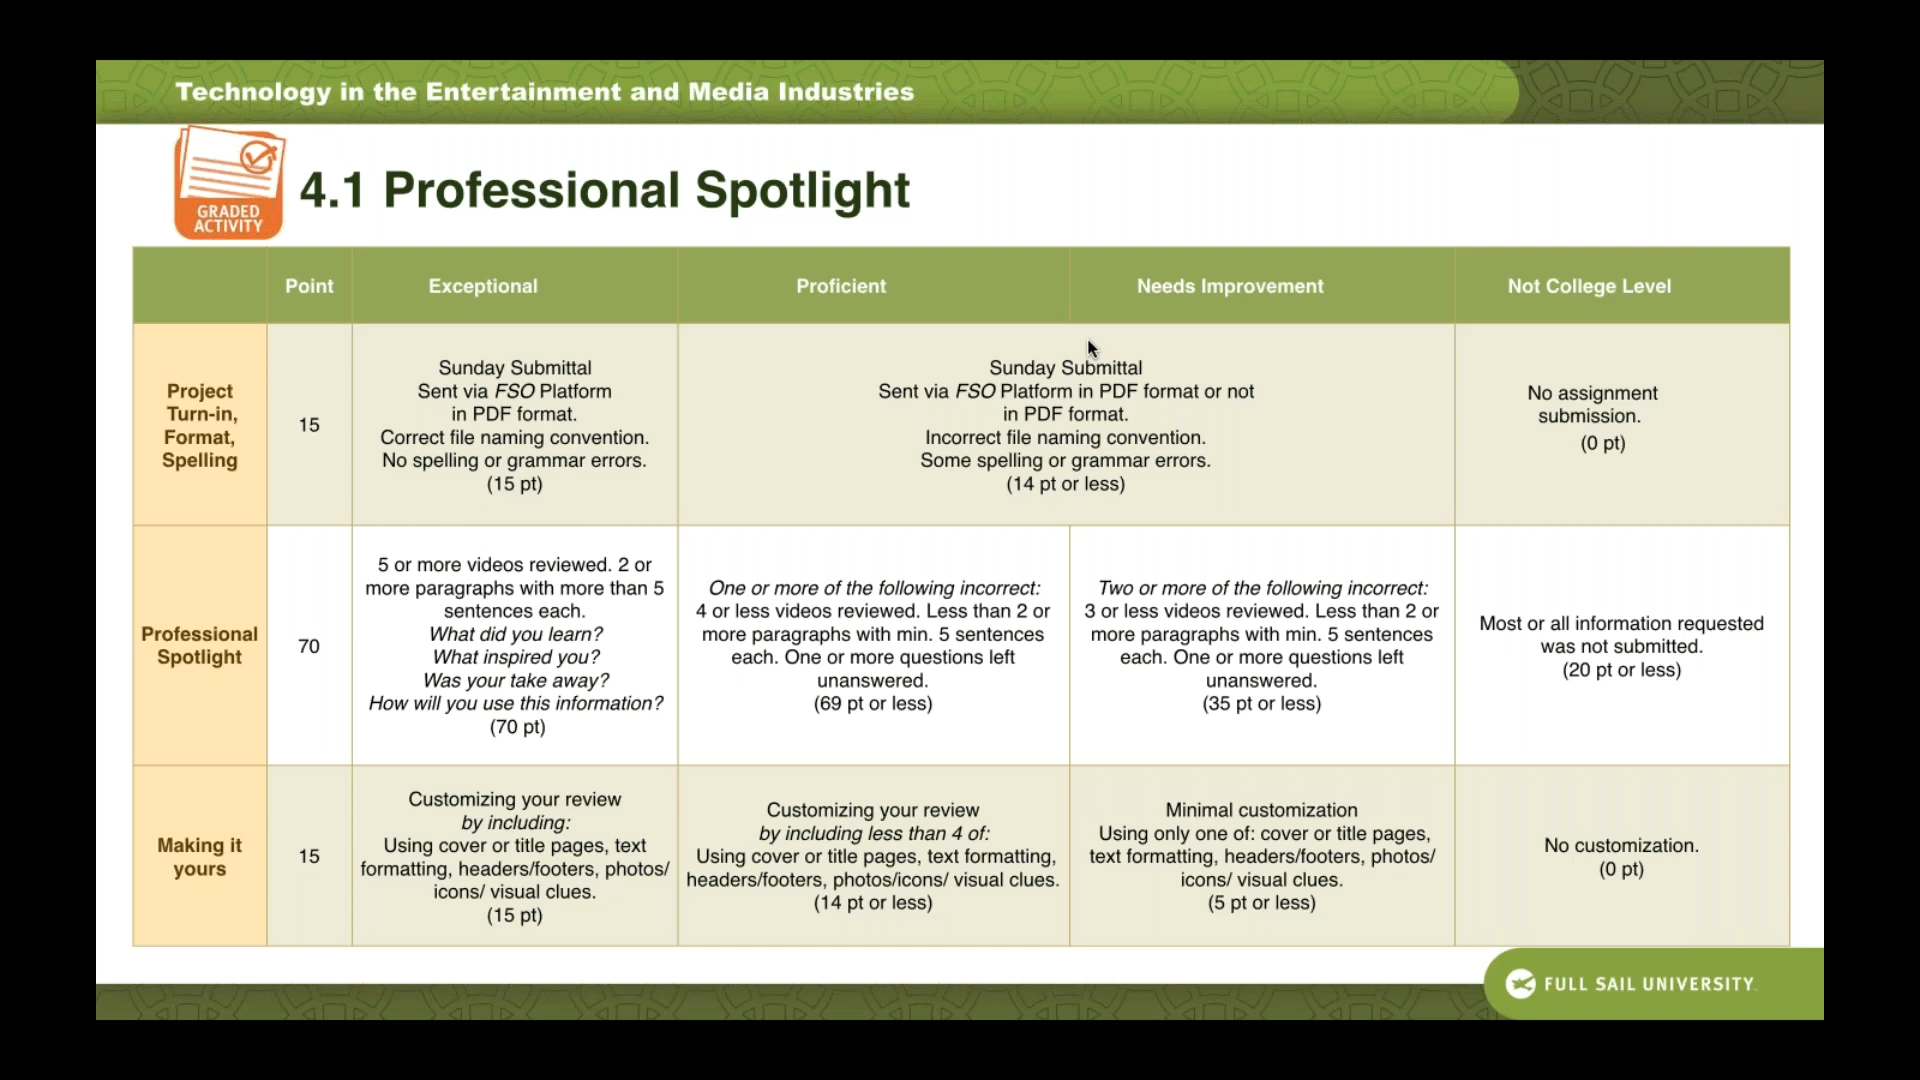 Technology in the Entertainment and Media Industries
GRADED
ACTIVITY
4.1 Professional Spotlight
Point
Exceptional
Proficient
Needs Improvement
Not College Level
Project
Turn-in,
Format,
Spelling
15
Sunday Submittal
Sent via FSO Platform
in PDF format.
Correct file naming convention.
No spelling or grammar errors.
(15 pt)
Sunday Submittal
Sent via FSO Platform in PDF format or not
in PDF format.
Incorrect file naming convention.
Some spelling or grammar errors.
(14 pt or less)
No assignment
submission.
(0 pt)
Professional
Spotlight
70
5 or more videos reviewed. 2 or
more paragraphs with more than 5
sentences each.
What did you learn?
What inspired you?
Was your take away?
How will you use this information?
(70 pt)
One or more of the following incorrect:
4 or less videos reviewed. Less than 2 or
more paragraphs with min. 5 sentences
each. One or more questions left
unanswered.
(69 pt or less)
Two or more of the following incorrect:
3 or less videos reviewed. Less than 2 or
more paragraphs with min. 5 sentences
each. One or more questions left
unanswered.
(35 pt or less)
Most or all information requested
was not submitted.
(20 pt or less)
Making it
yours
15
Customizing your review
by including:
Using cover or title pages, text
formatting, headers/footers, photos/
icons/ visual clues.
(15 pt)
Customizing your review
by including less than 4 of:
Using cover or title pages, text formatting,
headers/footers, photos/icons/ visual clues.
(14 pt or less)
Minimal customization
Using only one of: cover or title pages,
text formatting, headers/footers, photos/
icons/ visual clues.
(5 pt or less)
No customization.
(0 pt)
FULL SAIL UNIVERSITY